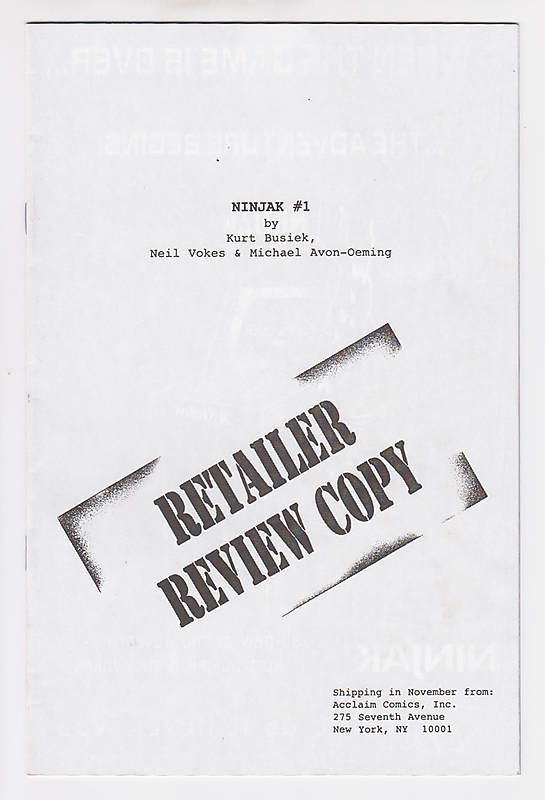 NINJAK #1
by
Kurt Busiek,
Neil Vokes & Michael Avon-Oeming
RETAILER
REVIEW COPY
Shipping in November from:
Acclaim Comics, Inc.
275 Seventh Avenue
New York, NY 10001